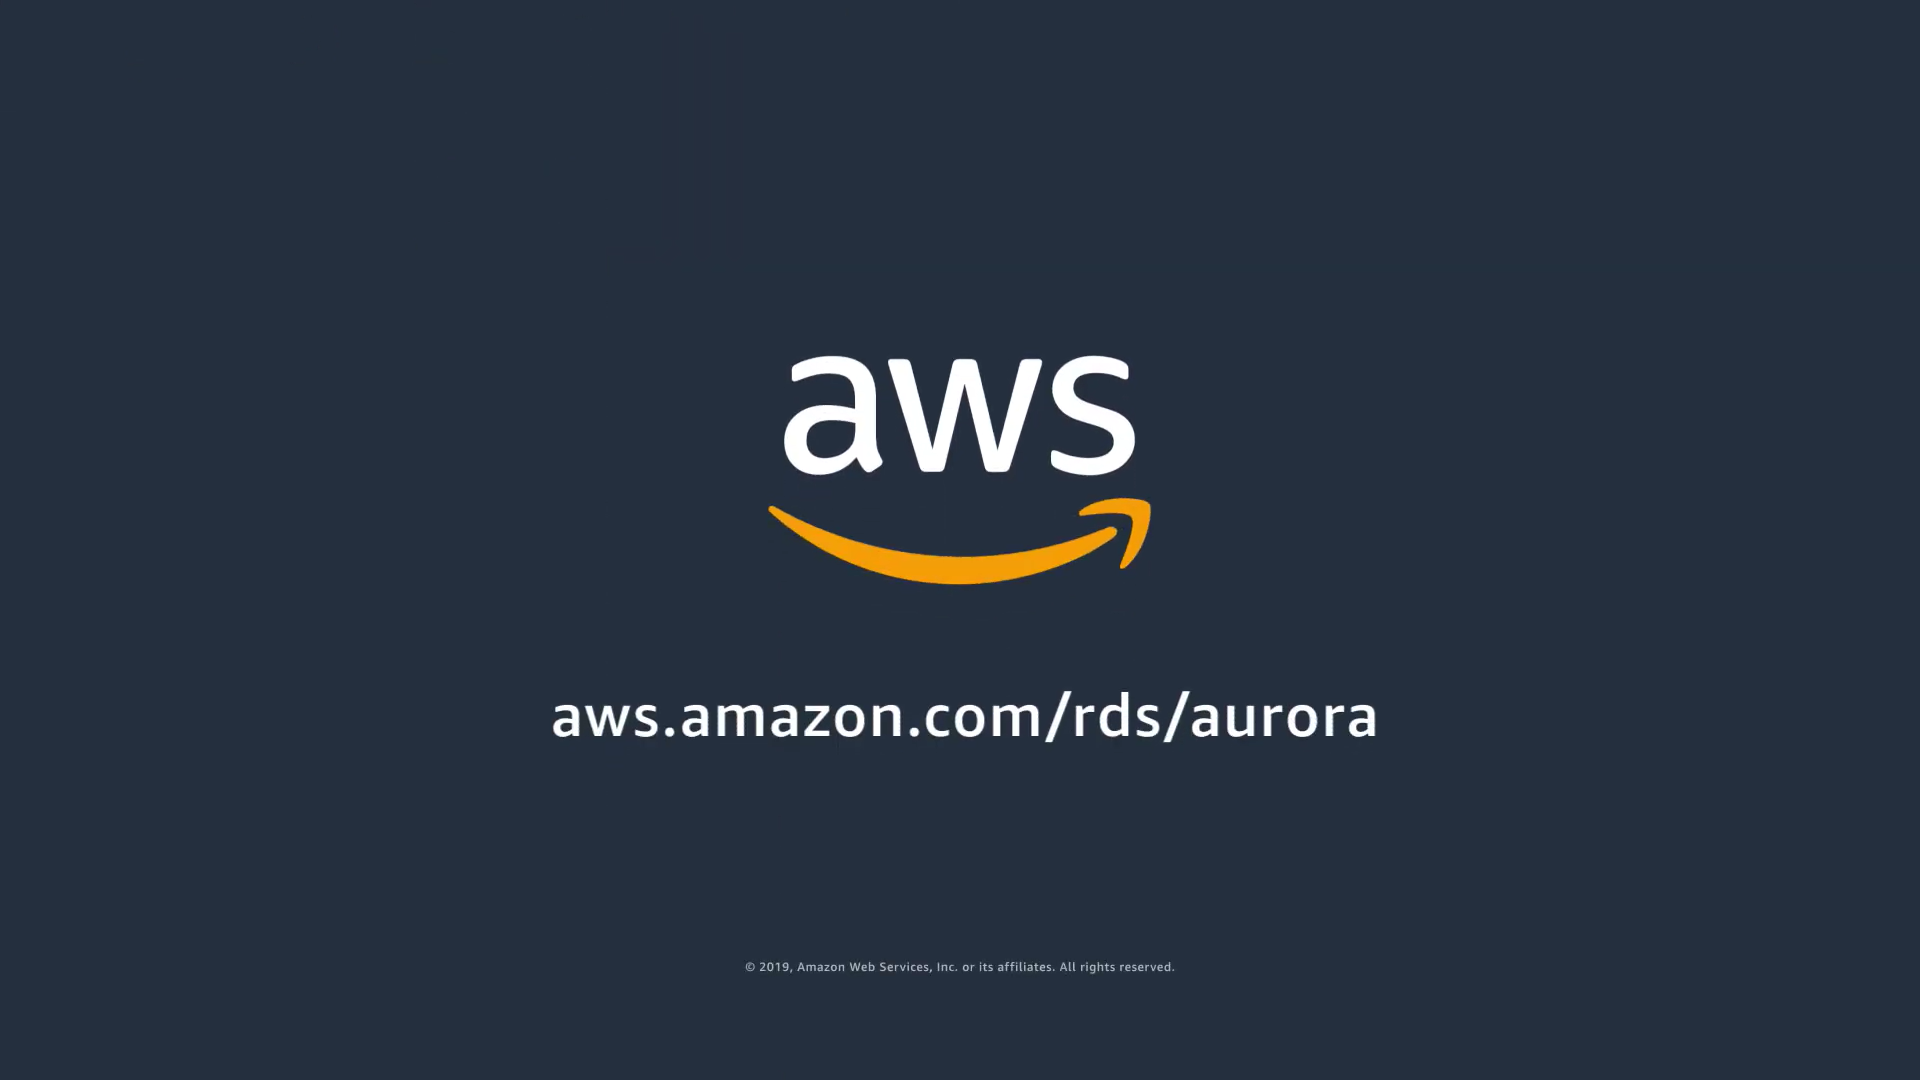 aws
aws.amazon.com/rds/aurora
© 2019, Amazon Web Services, Inc. or its affiliates. All rights reserved.